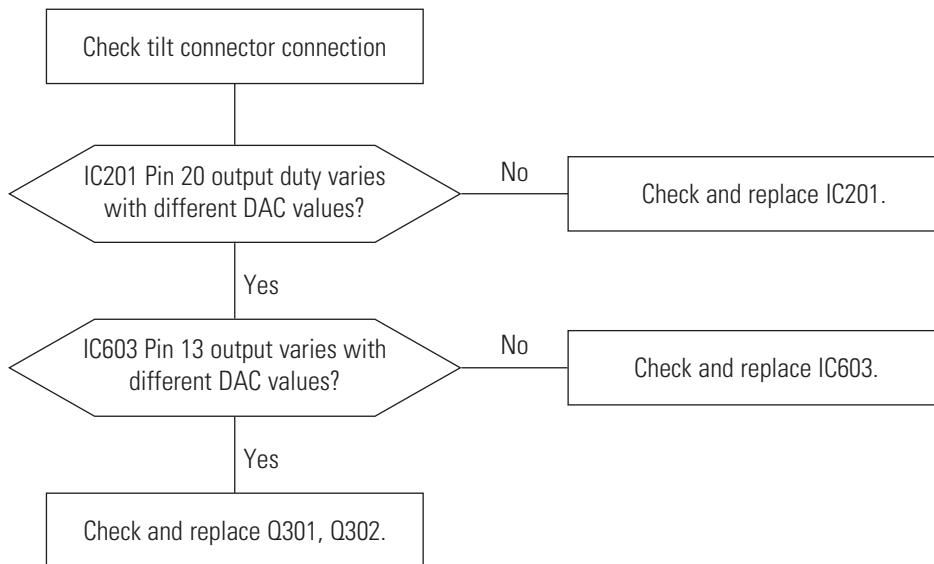 Check tilt connector connection
IC201 Pin 20 output duty varies
with different DAC values?
No
Check and replace IC201.
Yes
IC603 Pin 13 output varies with
different DAC values?
No
Check and replace IC603.
Yes
Check and replace Q301, Q302.